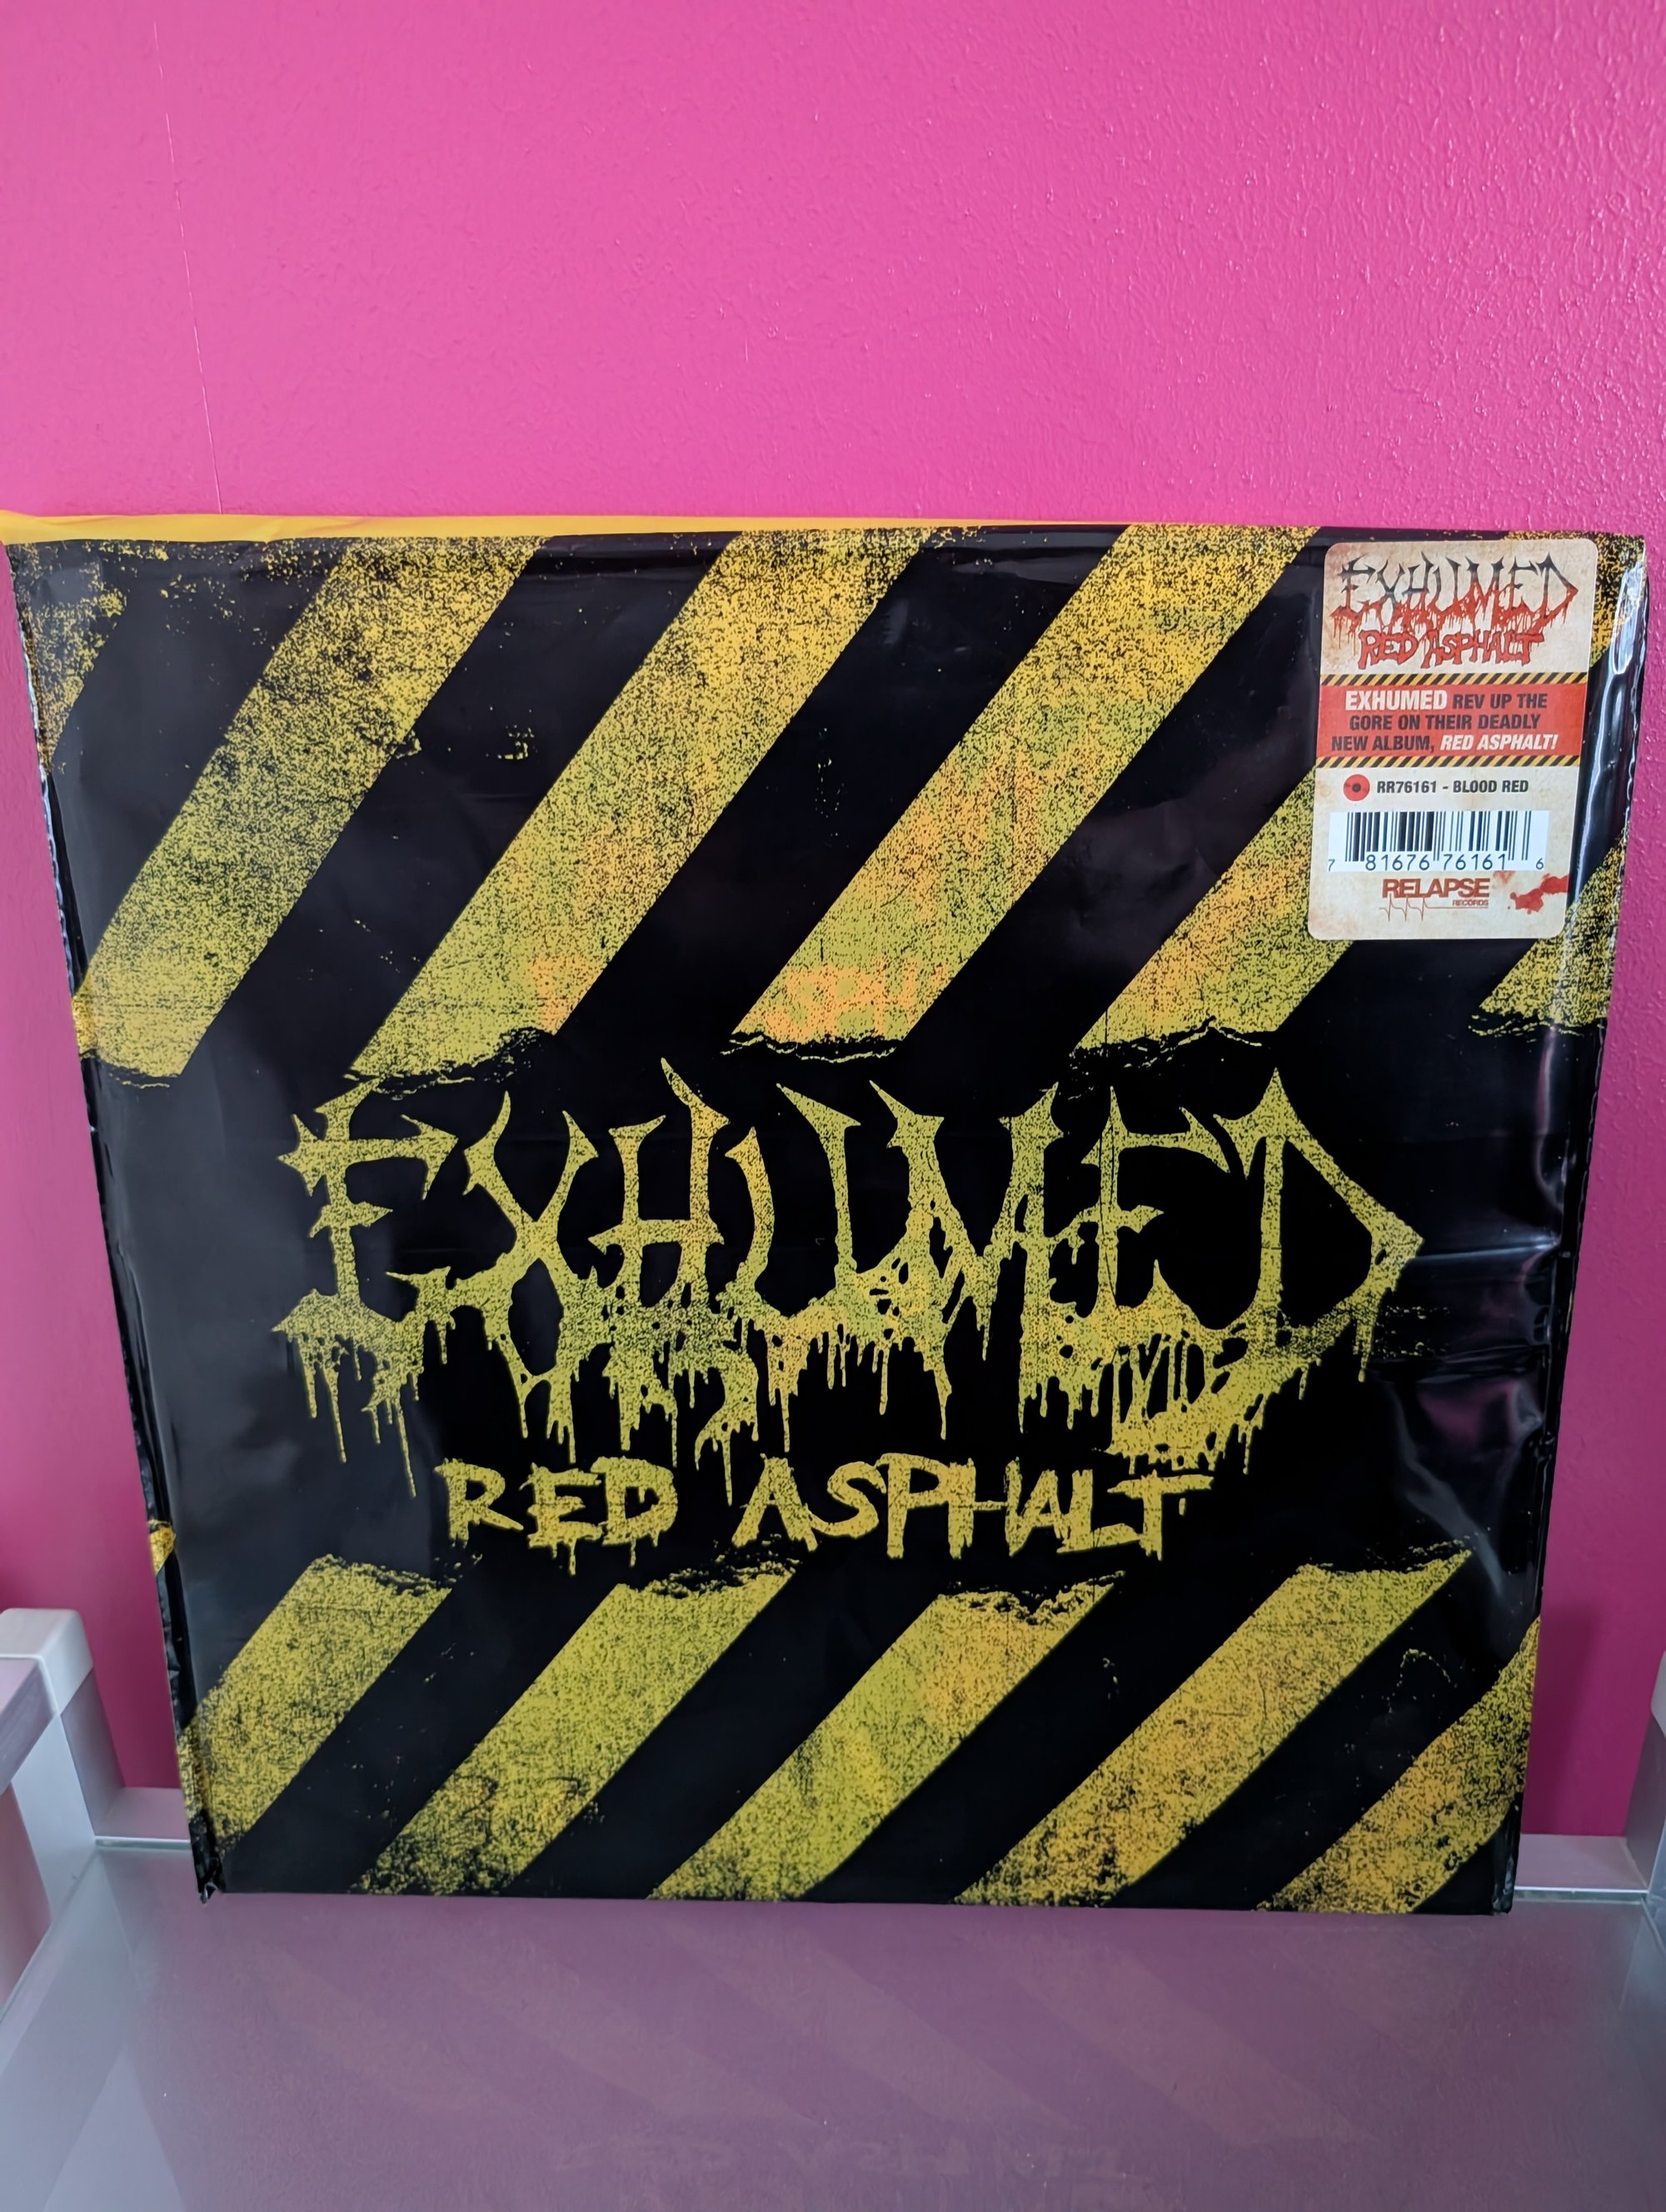 EXHUMED
RED ASPHALT
EXHUMED REV UP THE
GORE ON THEIR DEADLY
NEW ALBUM, RED ASPHALT!
RR76161 - BLOOD RED
7 81676 76161 6
RELAPSE
RECORDS
EXHUMED
RED ASPHALT